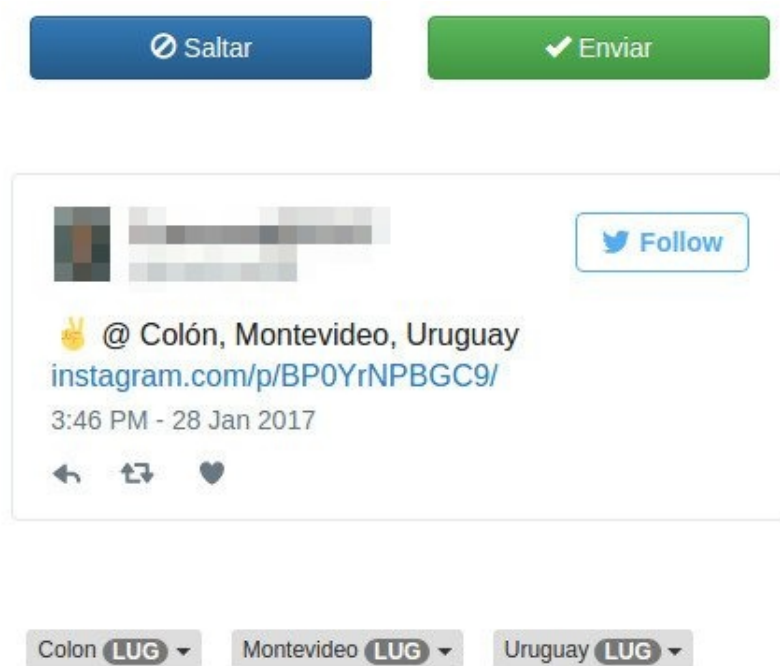 Saltar
Enviar
Follow
✌ @ Colón, Montevideo, Uruguay
instagram.com/p/BP0YrNPBGC9/
3:46 PM - 28 Jan 2017
Colon LUG Montevideo LUG Uruguay LUG